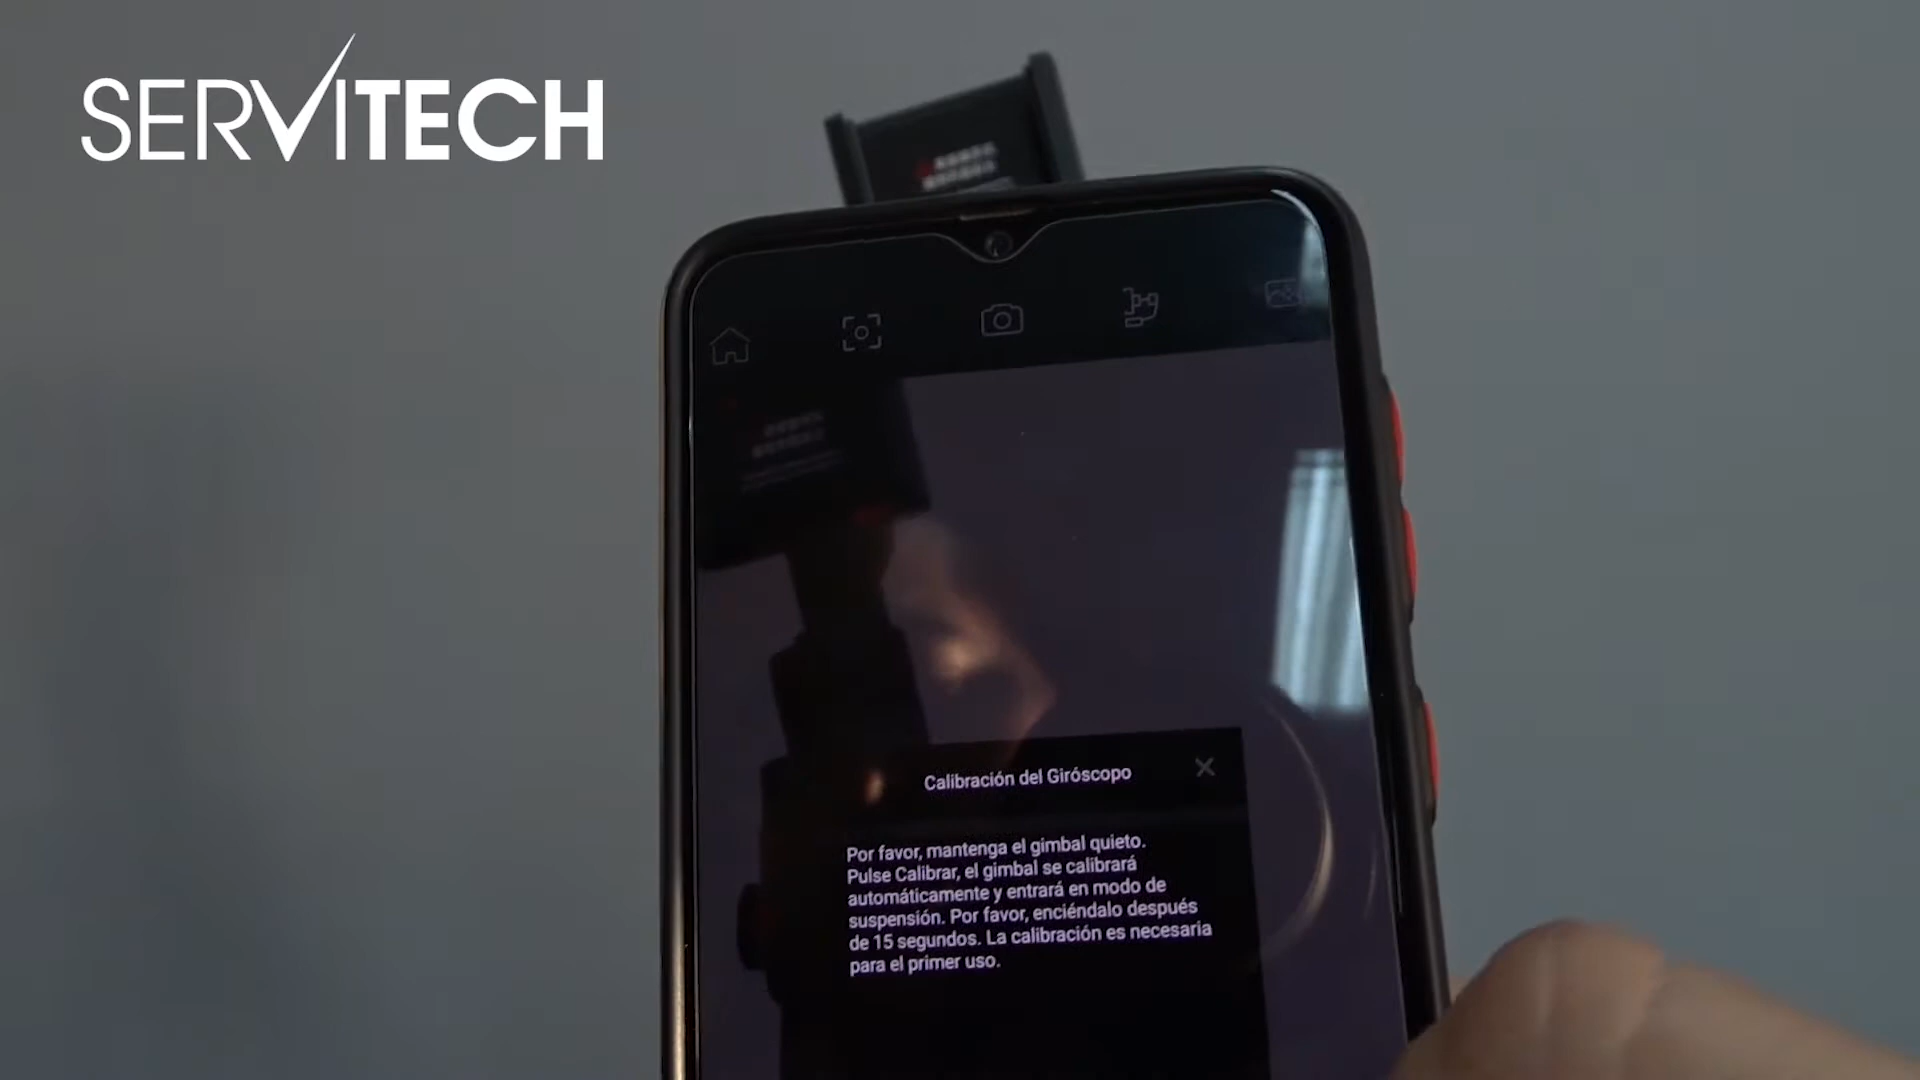 SERVITECH
Calibración del Giróscopo
Por favor, mantenga el gimbal quieto.
Pulse Calibrar, el gimbal se calibrará
automáticamente y entrará en modo de
suspensión. Por favor, enciéndalo después
de 15 segundos. La calibración es necesaria
para el primer uso.